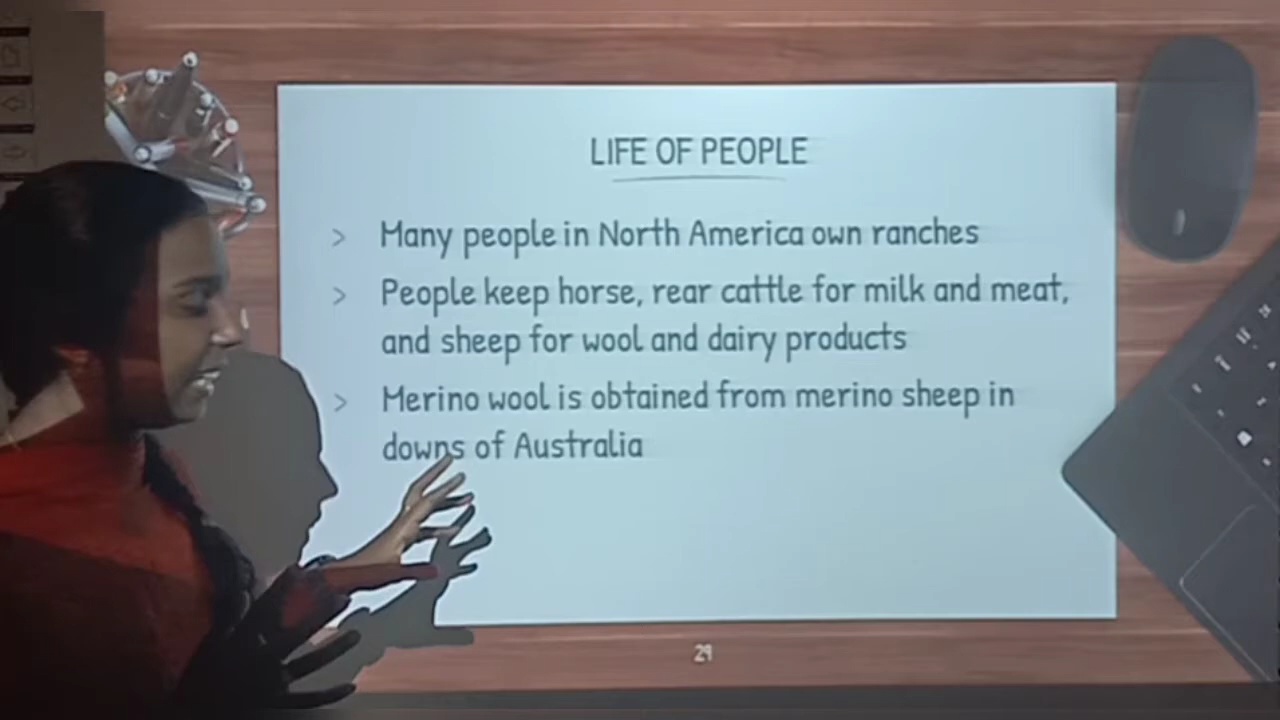 LIFE OF PEOPLE
> Many people in North America own ranches
> People keep horse, rear cattle for milk and meat,
and sheep for wool and dairy products
> Merino wool is obtained from merino sheep in
downs of Australia
29